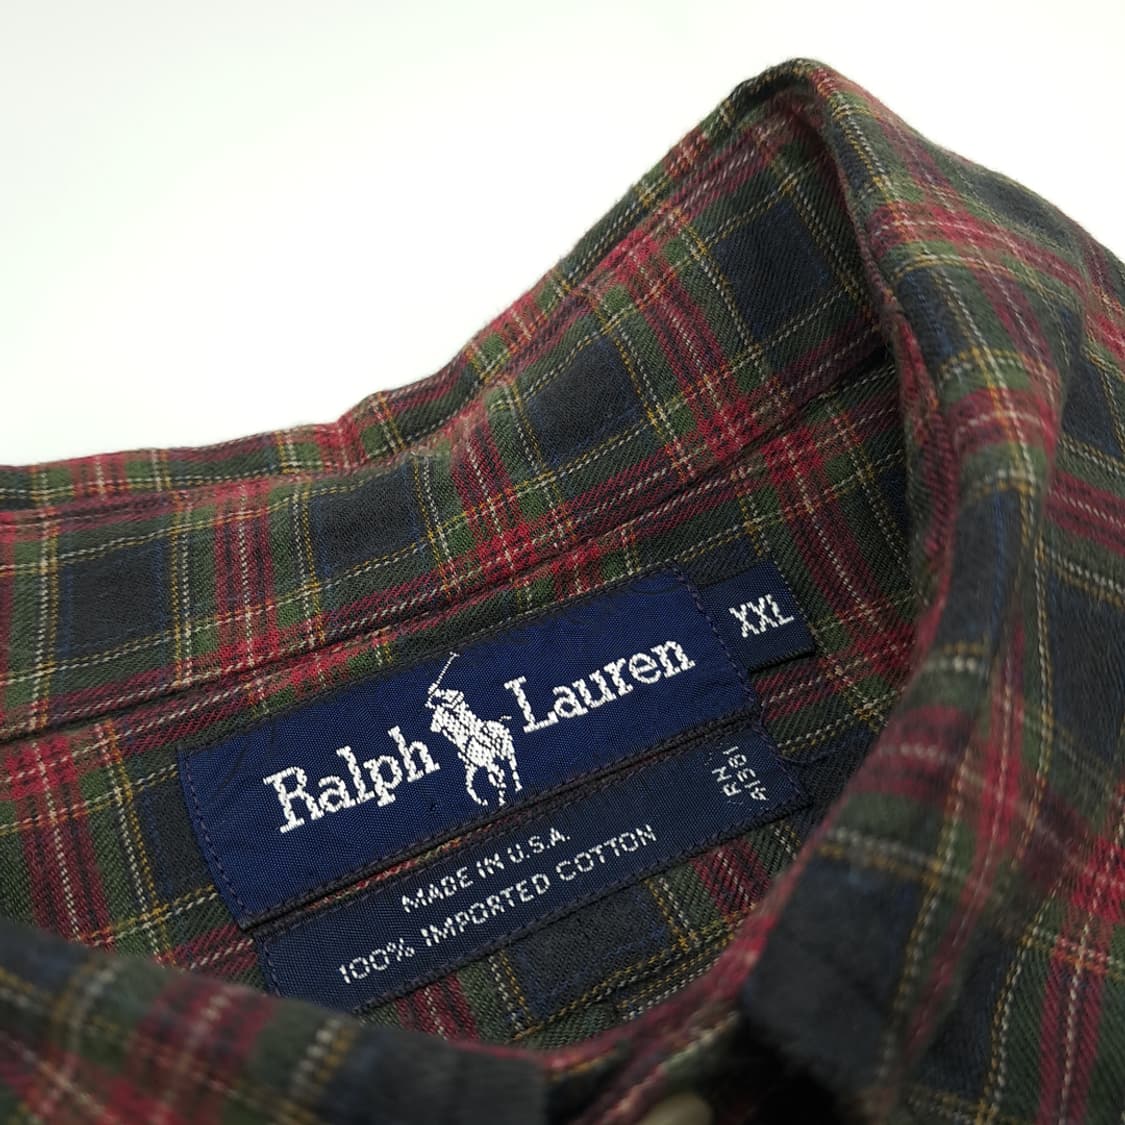 Ralph Lauren
XXL
MADE IN U.S.A.
100% IMPORTED COTTON
RN
41381